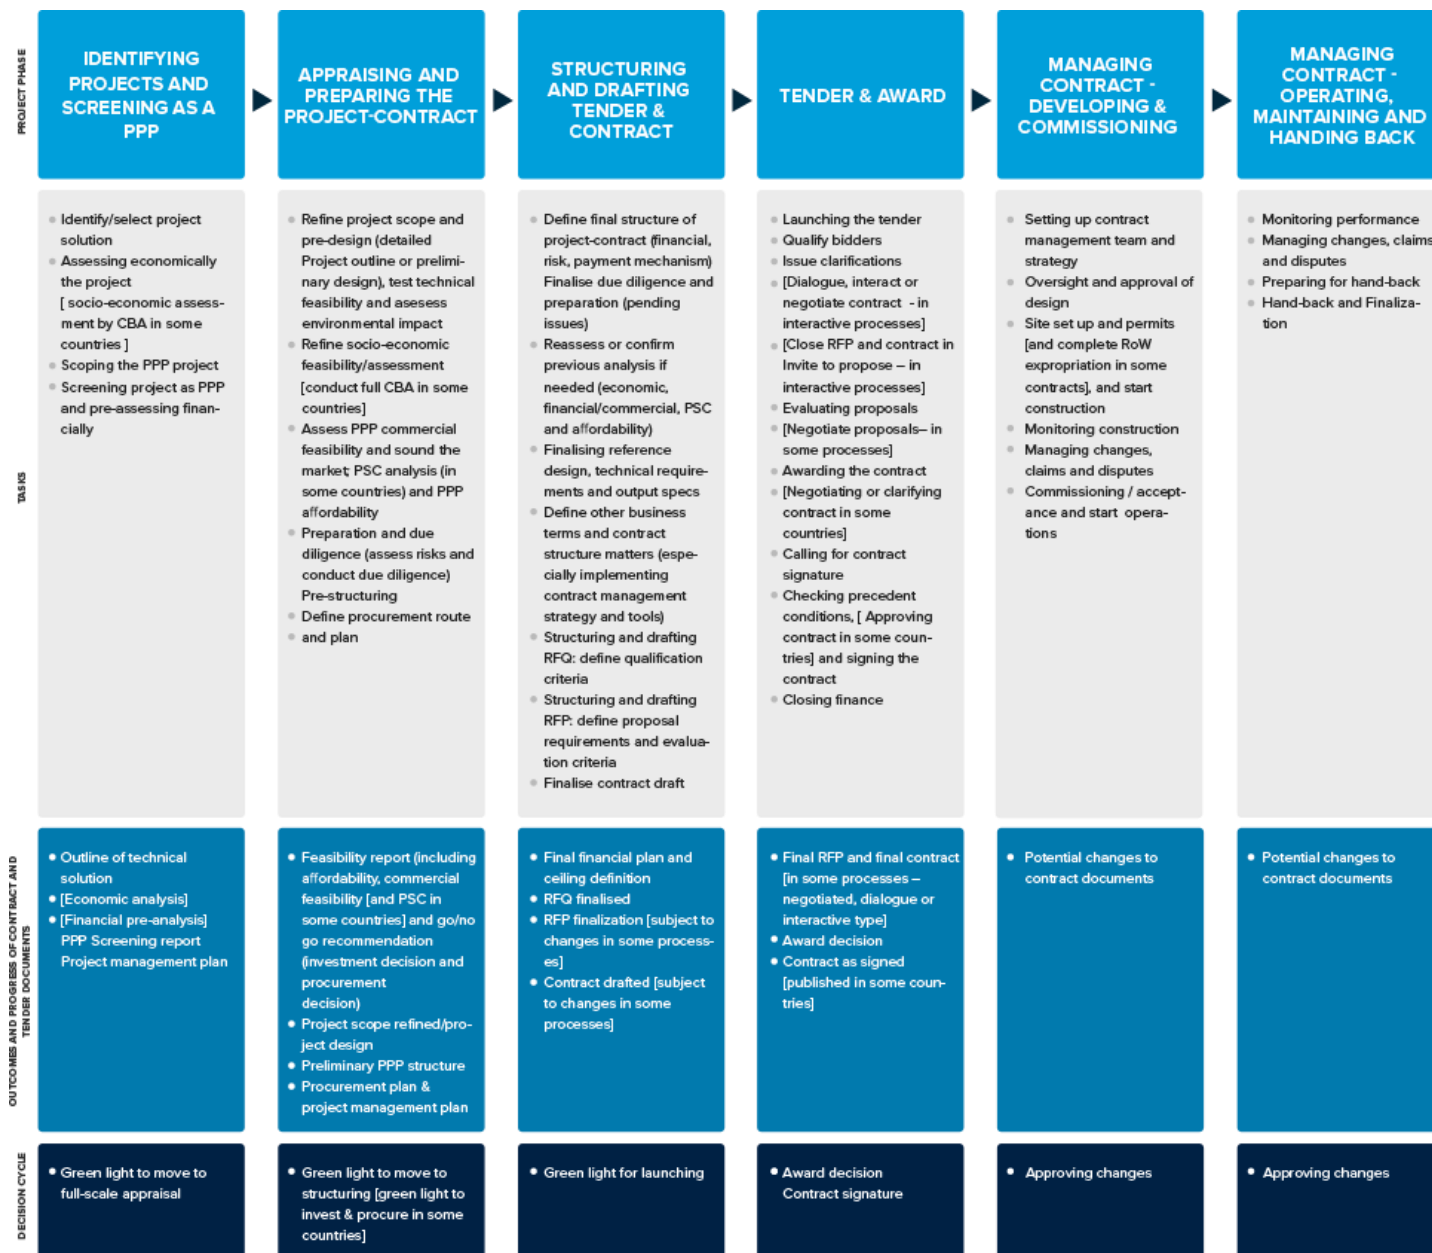 PROJECT PHASE
IDENTIFYING
PROJECTS AND
SCREENING AS A
PPP
APPRAISING AND
PREPARING THE
PROJECT-CONTRACT
STRUCTURING
AND DRAFTING
TENDER &
CONTRACT
TENDER & AWARD
MANAGING
CONTRACT -
DEVELOPING &
COMMISSIONING
MANAGING
CONTRACT -
OPERATING,
MAINTAINING AND
HANDING BACK
TASKS
Identify/select project
solution
Assessing economically
the project
[ socio-economic assess-
ment by CBA in some
countries ]
Scoping the PPP project
Screening project as PPP
and pre-assessing finan-
cially
Refine project scope and
pre-design (detailed
Project outline or prelimi-
nary design), test technical
feasibility and asesess
environmental impact
Refine socio-economic
feasibility/assessment
[conduct full CBA in some
countries]
Assess PPP commercial
feasibility and sound the
market; PSC analysis (in
some countries) and PPP
affordability
Preparation and due
diligence (assess risks and
conduct due diligence)
Pre-structuring
Define procurement route
and plan
Define final structure of
project-contract (financial,
risk, payment mechanism)
Finalise due diligence and
preparation (pending
issues)
Reassess or confirm
previous analysis if
needed (economic,
financial/commercial, PSC
and affordability)
Finalising reference
design, technical require-
ments and output specs
Define other business
terms and contract
structure matters (espe-
cially implementing
contract management
strategy and tools)
Structuring and drafting
RFQ: define qualification
criteria
Structuring and drafting
RFP: define proposal
requirements and evalua-
tion criteria
Finalise contract draft
Launching the tender
Qualify bidders
Issue clarifications
[Dialogue, interact or
negotiate contract - in
interactive processes]
[Close RFP and contract in
Invite to propose – in
interactive processes]
Evaluating proposals
[Negotiate proposals– in
some processes]
Awarding the contract
[Negotiating or clarifying
contract in some
countries]
Calling for contract
signature
Checking precedent
conditions, [ Approving
contract in some coun-
tries] and signing the
contract
Closing finance
Setting up contract
management team and
strategy
Oversight and approval of
design
Site set up and permits
[and complete RoW
expropriation in some
contracts], and start
construction
Monitoring construction
Managing changes,
claims and disputes
Commissioning / accept-
ance and start opera-
tions
Monitoring performance
Managing changes, claims
and disputes
Preparing for hand-back
Hand-back and Finaliza-
tion
OUTCOMES AND PROGRESS OF CONTRACT AND
TENDER DOCUMENTS
Outline of technical
solution
[Economic analysis]
[Financial pre-analysis]
PPP Screening report
Project management plan
Feasibility report (including
affordability, commercial
feasibility [and PSC in
some countries] and go/no
go recommendation
(investment decision and
procurement
decision)
Project scope refined/pro-
ject design
Preliminary PPP structure
Procurement plan &
project management plan
Final financial plan and
ceiling definition
RFQ finalised
RFP finalization [subject to
changes in some process-
es]
Contract drafted [subject
to changes in some
processes]
Final RFP and final contract
[in some processes –
negotiated, dialogue or
interactive type]
Award decision
Contract as signed
[published in some coun-
tries]
Potential changes to
contract documents
Potential changes to
contract documents
DECISION CYCLE
Green light to move to
full-scale appraisal
Green light to move to
structuring [green light to
invest & procure in some
countries]
Green light for launching
Award decision
Contract signature
Approving changes
Approving changes